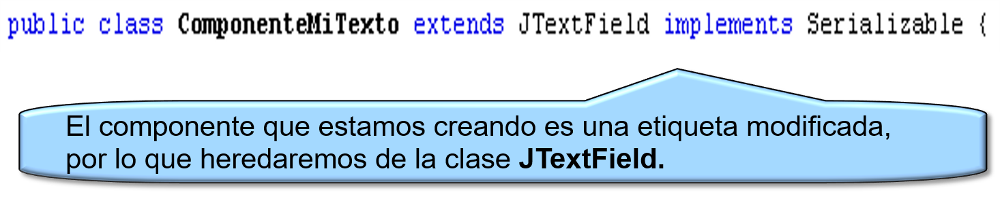 public class ComponenteMiTexto extends JTextField implements Serializable {
El componente que estamos creando es una etiqueta modificada,
por lo que heredaremos de la clase JTextField.